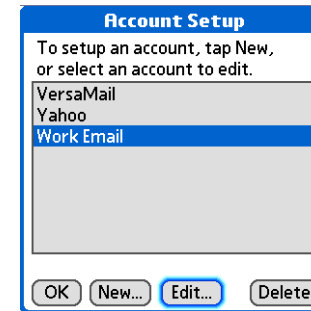 Account Setup
To setup an account, tap New,
or select an account to edit.
VersaMail
Yahoo
Work Email
OK New... Edit... Delete